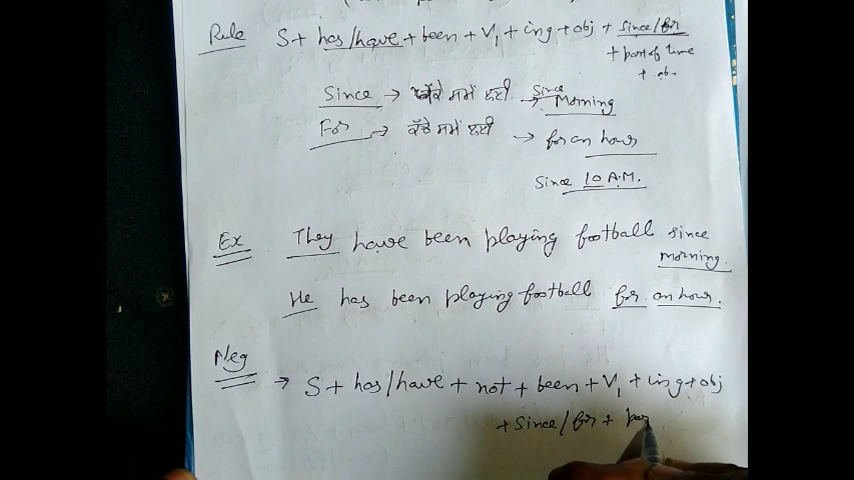 Rule S + has/have + been + V1 + ing + obj + since/for
+ part of time
+ ob.
Since → ਪੱਕੇ ਸਮੇਂ ਲਈ → Since Morning
For → ਕੱਚੇ ਸਮੇਂ ਲਈ → for an hour
Since 10 A.M.
Ex They have been playing football since
morning.
He has been playing football for an hour.
Neg → S + has/have + not + been + V1 + ing + obj
+ Since/for +